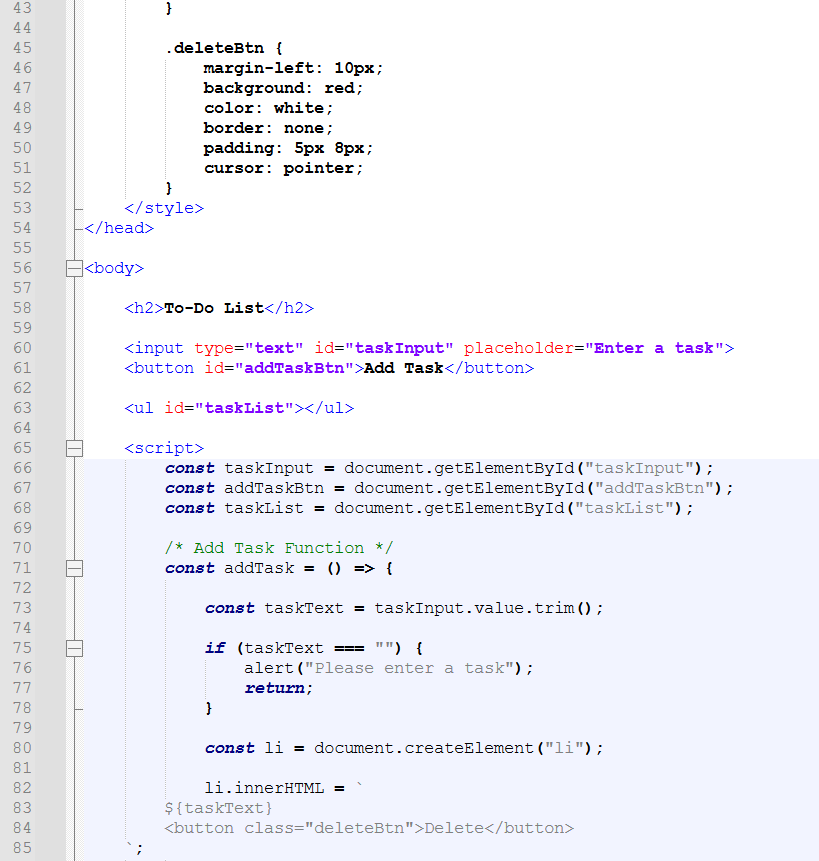 43 }
44
45 .deleteBtn {
46 margin-left: 10px;
47 background: red;
48 color: white;
49 border: none;
50 padding: 5px 8px;
51 cursor: pointer;
52 }
53 </style>
54 </head>
55
56 <body>
57
58 <h2>To-Do List</h2>
59
60 <input type="text" id="taskInput" placeholder="Enter a task">
61 <button id="addTaskBtn">Add Task</button>
62
63 <ul id="taskList"></ul>
64
65 <script>
66 const taskInput = document.getElementById("taskInput");
67 const addTaskBtn = document.getElementById("addTaskBtn");
68 const taskList = document.getElementById("taskList");
69
70 /* Add Task Function */
71 const addTask = () => {
72
73 const taskText = taskInput.value.trim();
74
75 if (taskText === "") {
76 alert("Please enter a task");
77 return;
78 }
79
80 const li = document.createElement("li");
81
82 li.innerHTML = `
83 ${taskText}
84 <button class="deleteBtn">Delete</button>
85 `;